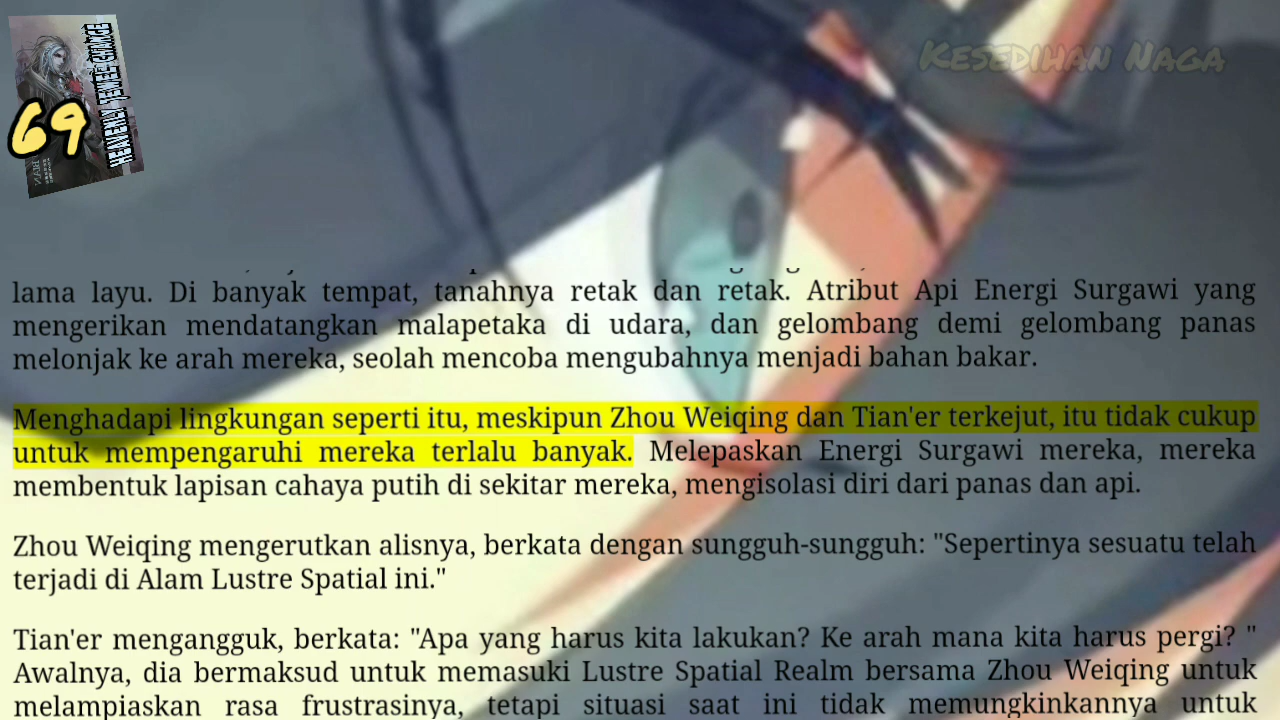 Kesedihan Naga
HEAVENLY JEWEL CHANGE
69
lama layu. Di banyak tempat, tanahnya retak dan retak. Atribut Api Energi Surgawi yang
mengerikan mendatangkan malapetaka di udara, dan gelombang demi gelombang panas
melonjak ke arah mereka, seolah mencoba mengubahnya menjadi bahan bakar.
Menghadapi lingkungan seperti itu, meskipun Zhou Weiqing dan Tian'er terkejut, itu tidak cukup
untuk mempengaruhi mereka terlalu banyak. Melepaskan Energi Surgawi mereka, mereka
membentuk lapisan cahaya putih di sekitar mereka, mengisolasi diri dari panas dan api.
Zhou Weiqing mengerutkan alisnya, berkata dengan sungguh-sungguh: "Sepertinya sesuatu telah
terjadi di Alam Lustre Spatial ini."
Tian'er mengangguk, berkata: "Apa yang harus kita lakukan? Ke arah mana kita harus pergi? "
Awalnya, dia bermaksud untuk memasuki Lustre Spatial Realm bersama Zhou Weiqing untuk
melampiaskan rasa frustrasinya, tetapi situasi saat ini tidak memungkinkannya untuk